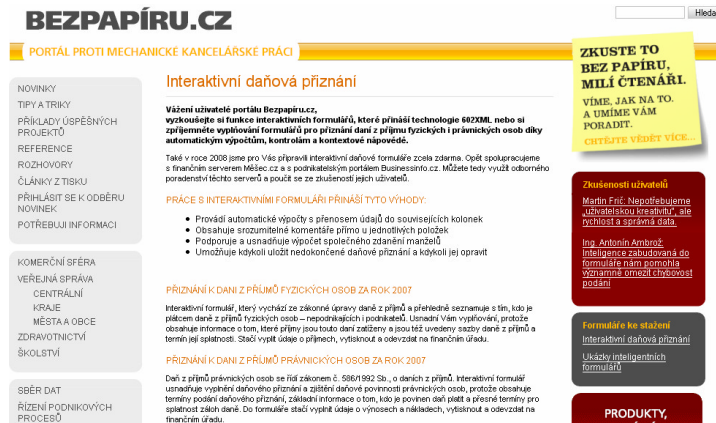 Hleda
BEZPAPÍRU.CZ
PORTÁL PROTI MECHANICKÉ KANCELÁŘSKÉ PRÁCI
NOVINKY
TIPY A TRIKY
PŘÍKLADY ÚSPĚŠNÝCH
PROJEKTŮ
REFERENCE
ROZHOVORY
ČLÁNKY Z TISKU
PŘIHLÁSIT SE K ODBĚRU
NOVINEK
POTŘEBUJI INFORMACI
KOMERČNÍ SFÉRA
VEŘEJNÁ SPRÁVA
CENTRÁLNÍ
KRAJE
MĚSTA A OBCE
ZDRAVOTNICTVÍ
ŠKOLSTVÍ
SBĚR DAT
ŘÍZENÍ PODNIKOVÝCH
PROCESŮ
Interaktivní daňová přiznání
Vážení uživatelé portálu Bezpapiru.cz,
vyzkoušejte si funkce interaktivních formulářů, které přináší technologie 602XML nebo si
zpříjemněte vyplňování formulářů pro přiznání daní z příjmu fyzických i právnických osob díky
automatickým výpočtům, kontrolám a kontextové nápovědě.
Také v roce 2008 jsme pro Vás připravili interaktivní daňové formuláře zcela zdarma. Opět spolupracujeme
s finančním serverem Měšec.cz a s podnikatelským portálem Businessinfo.cz. Můžete tedy využít odborného
poradenství těchto serverů a poučit se ze zkušeností jejich uživatelů.
PRÁCE S INTERAKTIVNÍMI FORMULÁŘI PŘINÁŠÍ TYTO VÝHODY:
• Provádí automatické výpočty s přenosem údajů do souvisejících kolonek
• Obsahuje srozumitelné komentáře přímo u jednotlivých položek
• Podporuje a usnadňuje výpočet společného zdanění manželů
• Umožňuje kdykoli uložit nedokončené daňové přiznání a kdykoli jej opravit
PŘIZNÁNÍ K DANI Z PŘÍJMŮ FYZICKÝCH OSOB ZA ROK 2007
Interaktivní formulář, který vychází ze zákonné úpravy daně z příjmů a přehledně seznamuje s tím, kdo je
plátcem daně z příjmů fyzických osob – nepodnikajících i podnikatelů. Usnadní Vám vyplňování, protože
obsahuje informace o tom, které příjmy jsou touto daní zatíženy a jsou též uvedeny sazby daně z příjmů a
termín její splatnosti. Stačí vyplit údaje o příjmech, vytisknout a odevzdat na finančním úřadu.
PŘIZNÁNÍ K DANI Z PŘÍJMŮ PRÁVNICKÝCH OSOB ZA ROK 2007
Daň z příjmů právnických osob se řídí zákonem č. 586/1992 Sb., o daních z příjmů. Interaktivní formulář
usnadňuje vyplnění daňového přiznání a zjištění daňové povinnosti právnických osob, protože obsahuje
termíny podání daňového přiznání, základní informace o tom, kdo je povinen daň platit a přesné termíny pro
splatnost záloh daně. Do formuláře stačí vyplnit údaje o výnosech a nákladech, vytisknout a odevzdat na
finančním úřadu.
ZKUSTE TO
BEZ PAPÍRU,
MILÍ ČTENÁŘI.
VÍME, JAK NA TO.
A UMÍME VÁM
PORADIT.
CHTĚJTE VĚDĚT VÍCE...
Zkušenosti uživatelů
Martin Fric: Nepotřebujeme
„uživatelskou kreativitu", ale
rychlost a správná data.
Ing. Antonín Ambrož:
Inteligence zabudovaná do
formuláře nám pomohla
významně omezit chybovost
podání
Formuláře ke stažení
Interaktivní daňová přiznání
Ukázky inteligentních
formulářů
PRODUKTY,